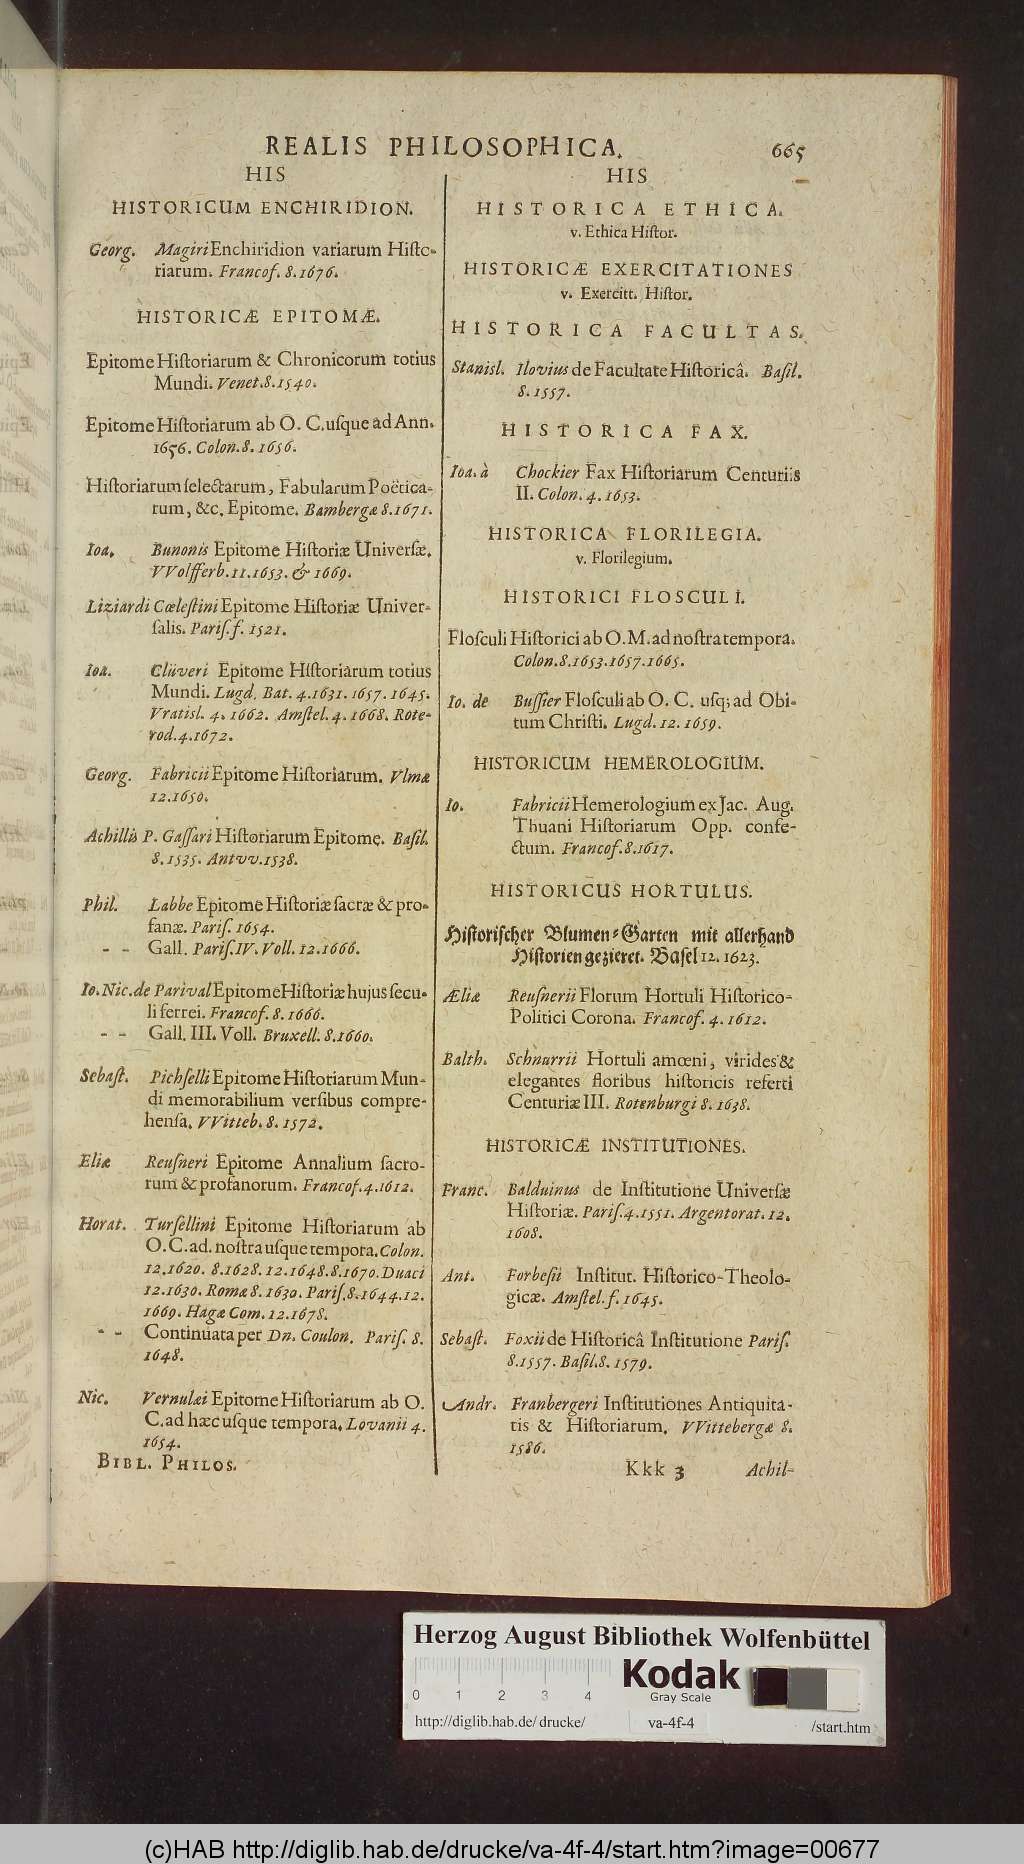 REALIS PHILOSOPHICA.
665
HIS
HISTORICUM ENCHIRIDION.
Georg. Magiri Enchiridion variarum Histo-
riarum. Francof. 8. 1676.
HISTORICÆ EPITOMÆ.
Epitome Historiarum & Chronicorum totius
Mundi. Venet. 8. 1540.
Epitome Historiarum ab O. C. usque ad Ann.
1656. Colon. 8. 1656.
Historiarum selectarum, Fabularum Poëtica-
rum, &c. Epitome. Bambergæ 8. 1671.
Ioa. Bunonis Epitome Historiæ Universæ.
VVolfferb. 11. 1653. & 1669.
Liziardi Cœlestini Epitome Historiæ Univer-
salis. Paris. f. 1521.
Ioa. Clüveri Epitome Historiarum totius
Mundi. Lugd. Bat. 4. 1631. 1657. 1645.
Vratisl. 4. 1662. Amstel. 4. 1668. Rote-
rod. 4. 1672.
Georg. Fabricii Epitome Historiarum. Vlmæ
12. 1650.
Achillis P. Gassari Historiarum Epitome. Basil.
8. 1535. Antvv. 1538.
Phil. Labbe Epitome Historiæ sacræ & pro-
fanæ. Paris. 1654.
- - Gall. Paris. IV. Voll. 12. 1666.
Io. Nic. de Parival Epitome Historiæ hujus secu-
li ferrei. Francof. 8. 1666.
- - Gall. III. Voll. Bruxell. 8. 1660.
Sebast. Pichselli Epitome Historiarum Mun-
di memorabilium versibus compre-
hensa. VVitteb. 8. 1572.
Eliæ Reusneri Epitome Annalium sacro-
rum & profanorum. Francof. 4. 1612.
Horat. Tursellini Epitome Historiarum ab
O. C. ad. nostra usque tempora. Colon.
12. 1620. 8. 1628. 12. 1648. 8. 1670. Duaci
12. 1630. Romæ 8. 1630. Paris. 8. 1644. 12.
1669. Hagæ Com. 12. 1678.
- - Continuata per Dn. Coulon. Paris. 8.
1648.
Nic. Vernulæi Epitome Historiarum ab O.
C. ad hæc usque tempora. Lovanii 4.
1654.
BIBL. PHILOS.
HIS
HISTORICA ETHICA.
v. Ethica Histor.
HISTORICÆ EXERCITATIONES
v. Exercitt. Histor.
HISTORICA FACULTAS.
Stanisl. Ilovius de Facultate Historicâ. Basil.
8. 1557.
HISTORICA FAX.
Ioa. à Chockier Fax Historiarum Centuriis
II. Colon. 4. 1653.
HISTORICA FLORILEGIA.
v. Florilegium.
HISTORICI FLOSCULI.
Flosculi Historici ab O. M. ad nostra tempora.
Colon. 8. 1653. 1657. 1665.
Io. de Bussier Flosculi ab O. C. usq; ad Obi-
tum Christi. Lugd. 12. 1659.
HISTORICUM HEMEROLOGIUM.
Io. Fabricii Hemerologium ex Jac. Aug.
Thuani Historiarum Opp. confe-
ctum. Francof. 8. 1617.
HISTORICUS HORTULUS.
Historischer Blumen-Garten mit allerhand
Historien gezieret. Basel 12. 1623.
Æliæ Reusnerii Florum Hortuli Historico-
Politici Corona. Francof. 4. 1612.
Balth. Schnurrii Hortuli amœni, virides &
elegantes floribus historicis referti
Centuriæ III. Rotenburgi 8. 1638.
HISTORICÆ INSTITUTIONES.
Franc. Balduinus de Institutione Universæ
Historiæ. Paris. 4. 1551. Argentorat. 12.
1608.
Ant. Forbesii Institut. Historico-Theolo-
gicæ. Amstel. f. 1645.
Sebast. Foxii de Historicâ Institutione Paris.
8. 1557. Basil. 8. 1579.
Andr. Franbergeri Institutiones Antiquita-
tis & Historiarum. VVittebergæ 8.
1586.
Kkk 3
Achil-
Herzog August Bibliothek Wolfenbüttel
0 1 2 3 4
Kodak
Gray Scale
http://diglib.hab.de/drucke/
va-4f-4
/start.htm
(c)HAB http://diglib.hab.de/drucke/va-4f-4/start.htm?image=00677